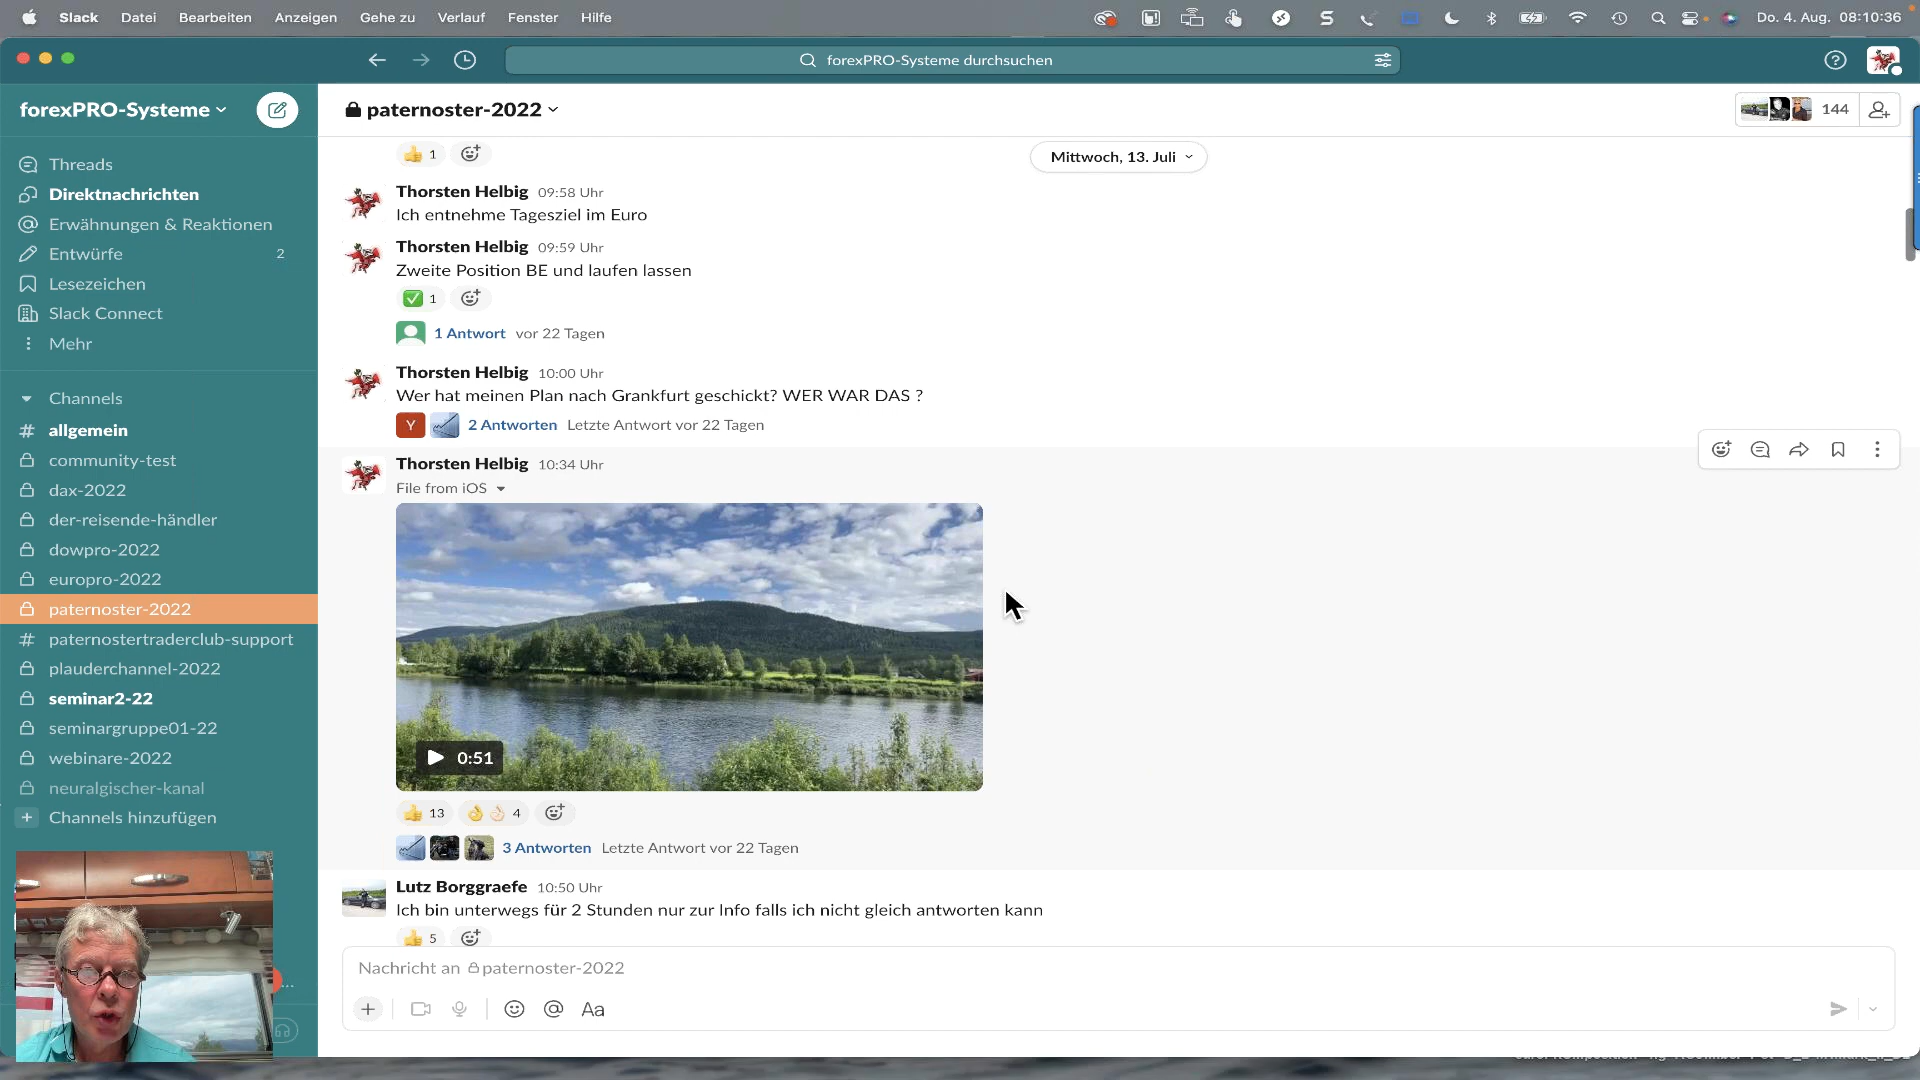 Slack Datei Bearbeiten Anzeigen Gehe zu Verlauf Fenster Hilfe Do. 4. Aug. 08:10:36
forexPRO-Systeme durchsuchen
forexPRO-Systeme
paternoster-2022
144
Threads
Direktnachrichten
Erwähnungen & Reaktionen
Entwürfe 2
Lesezeichen
Slack Connect
Mehr
Channels
# allgemein
community-test
dax-2022
der-reisende-händler
dowpro-2022
europro-2022
paternoster-2022
# paternostertraderclub-support
plauderchannel-2022
seminar2-22
seminargruppe01-22
webinare-2022
neuralgischer-kanal
+ Channels hinzufügen
1
Mittwoch, 13. Juli
Thorsten Helbig 09:58 Uhr
Ich entnehme Tagesziel im Euro
Thorsten Helbig 09:59 Uhr
Zweite Position BE und laufen lassen
1
1 Antwort vor 22 Tagen
Thorsten Helbig 10:00 Uhr
Wer hat meinen Plan nach Grankfurt geschickt? WER WAR DAS ?
Y 2 Antworten Letzte Antwort vor 22 Tagen
Thorsten Helbig 10:34 Uhr
File from iOS
0:51
13 4
3 Antworten Letzte Antwort vor 22 Tagen
Lutz Borggraefe 10:50 Uhr
Ich bin unterwegs für 2 Stunden nur zur Info falls ich nicht gleich antworten kann
5
Nachricht an paternoster-2022
Aa